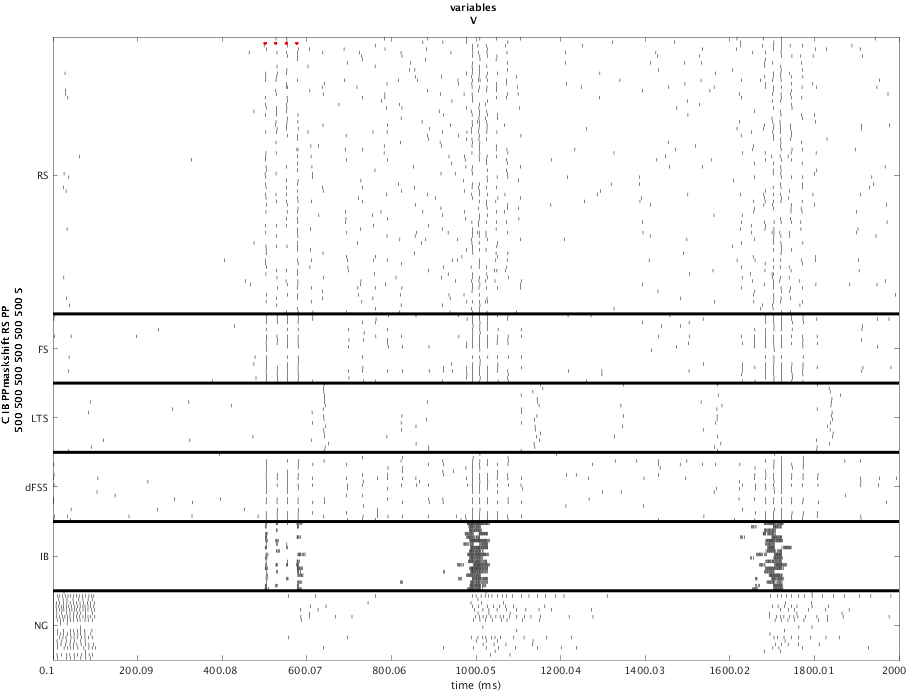 variables
V
C IB PPmaskshift RS PP
500 500 500 500 500 500 5
RS
FS
LTS
dFS5
IB
NG
0.1 200.09 400.08 600.07 800.06 1000.05 1200.04 1400.03 1600.02 1800.01 2000
time (ms)